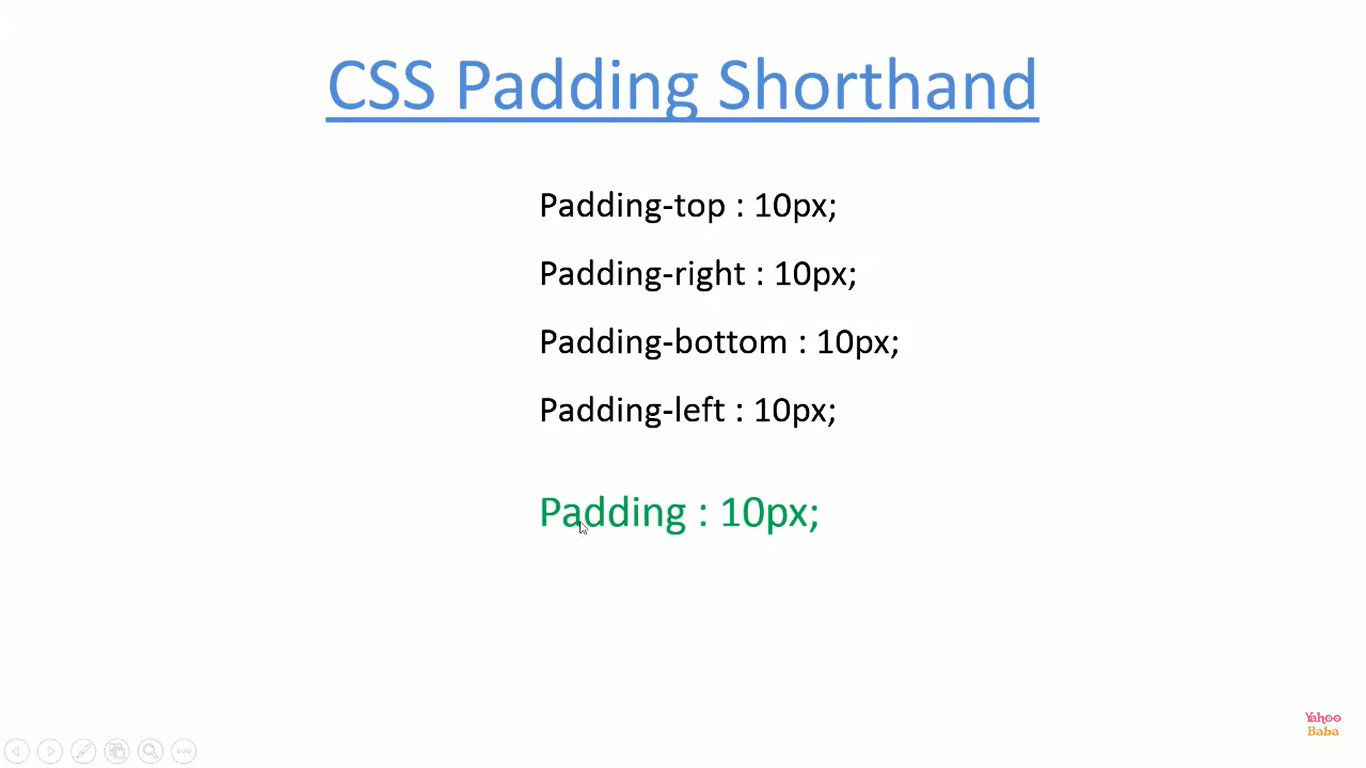 CSS Padding Shorthand
Padding-top : 10px;
Padding-right : 10px;
Padding-bottom : 10px;
Padding-left : 10px;
Padding : 10px;
Yahoo
Baba